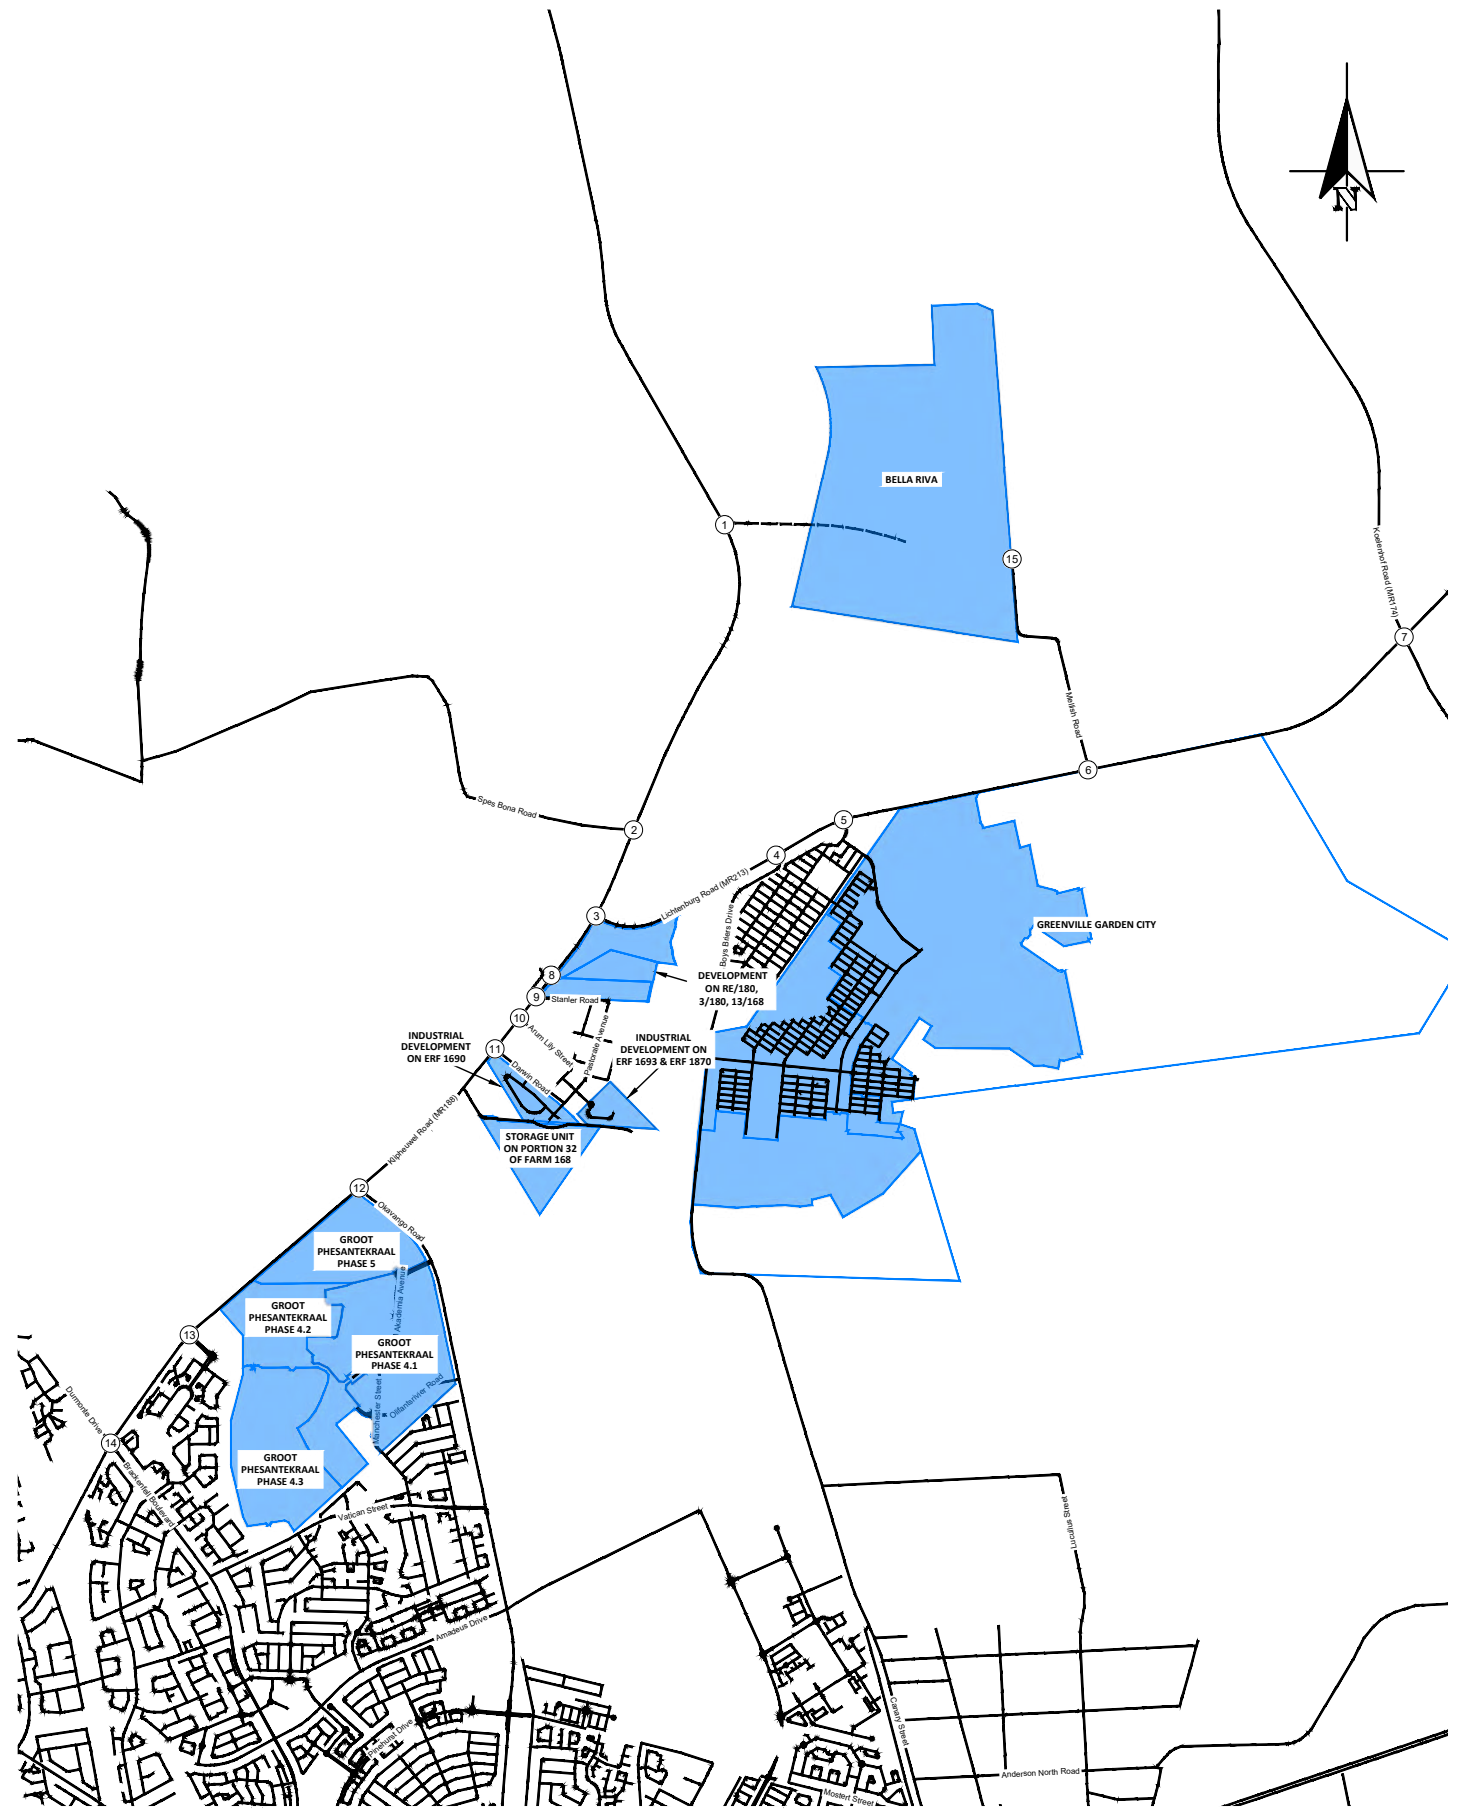 N
BELLA RIVA
1
15
Koelenhof Road (MR174)
7
Mellish Road
6
Spes Bona Road
2
5
4
Lichtenburg Road (MR213)
3
Boys Briers Drive
GREENVILLE GARDEN CITY
8
DEVELOPMENT
ON RE/180,
3/180, 13/168
9
Stanler Road
10
Arum Lily Street
Pastorale Avenue
INDUSTRIAL
DEVELOPMENT
ON ERF 1690
INDUSTRIAL
DEVELOPMENT ON
ERF 1693 & ERF 1870
11
Darwin Road
Klipheuwel Road (MR188)
STORAGE UNIT
ON PORTION 32
OF FARM 168
12
Okavango Road
GROOT
PHESANTEKRAAL
PHASE 5
Akademia Avenue
GROOT
PHESANTEKRAAL
PHASE 4.2
13
GROOT
PHESANTEKRAAL
PHASE 4.1
Manchester Street
Olifantsrivier Road
Durmonte Drive
14
Brackenfell Boulevard
GROOT
PHESANTEKRAAL
PHASE 4.3
Vatican Street
Lucullus Street
Amadeus Drive
Pinehurst Drive
Canary Street
Anderson North Road
Mostert Street